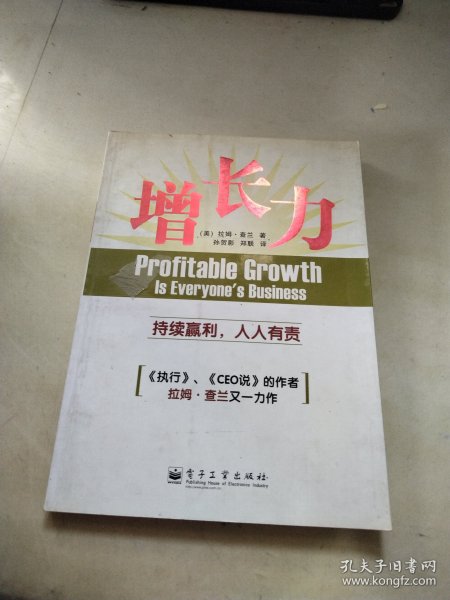 增长力
(美) 拉姆·查兰 著
孙贺影 郑毅 译
Profitable Growth
Is Everyone's Business
持续赢利，人人有责
《执行》、《CEO说》的作者
拉姆·查兰又一力作
电子工业出版社
Publishing House of Electronics Industry
孔夫子旧书网
www.kongfz.com